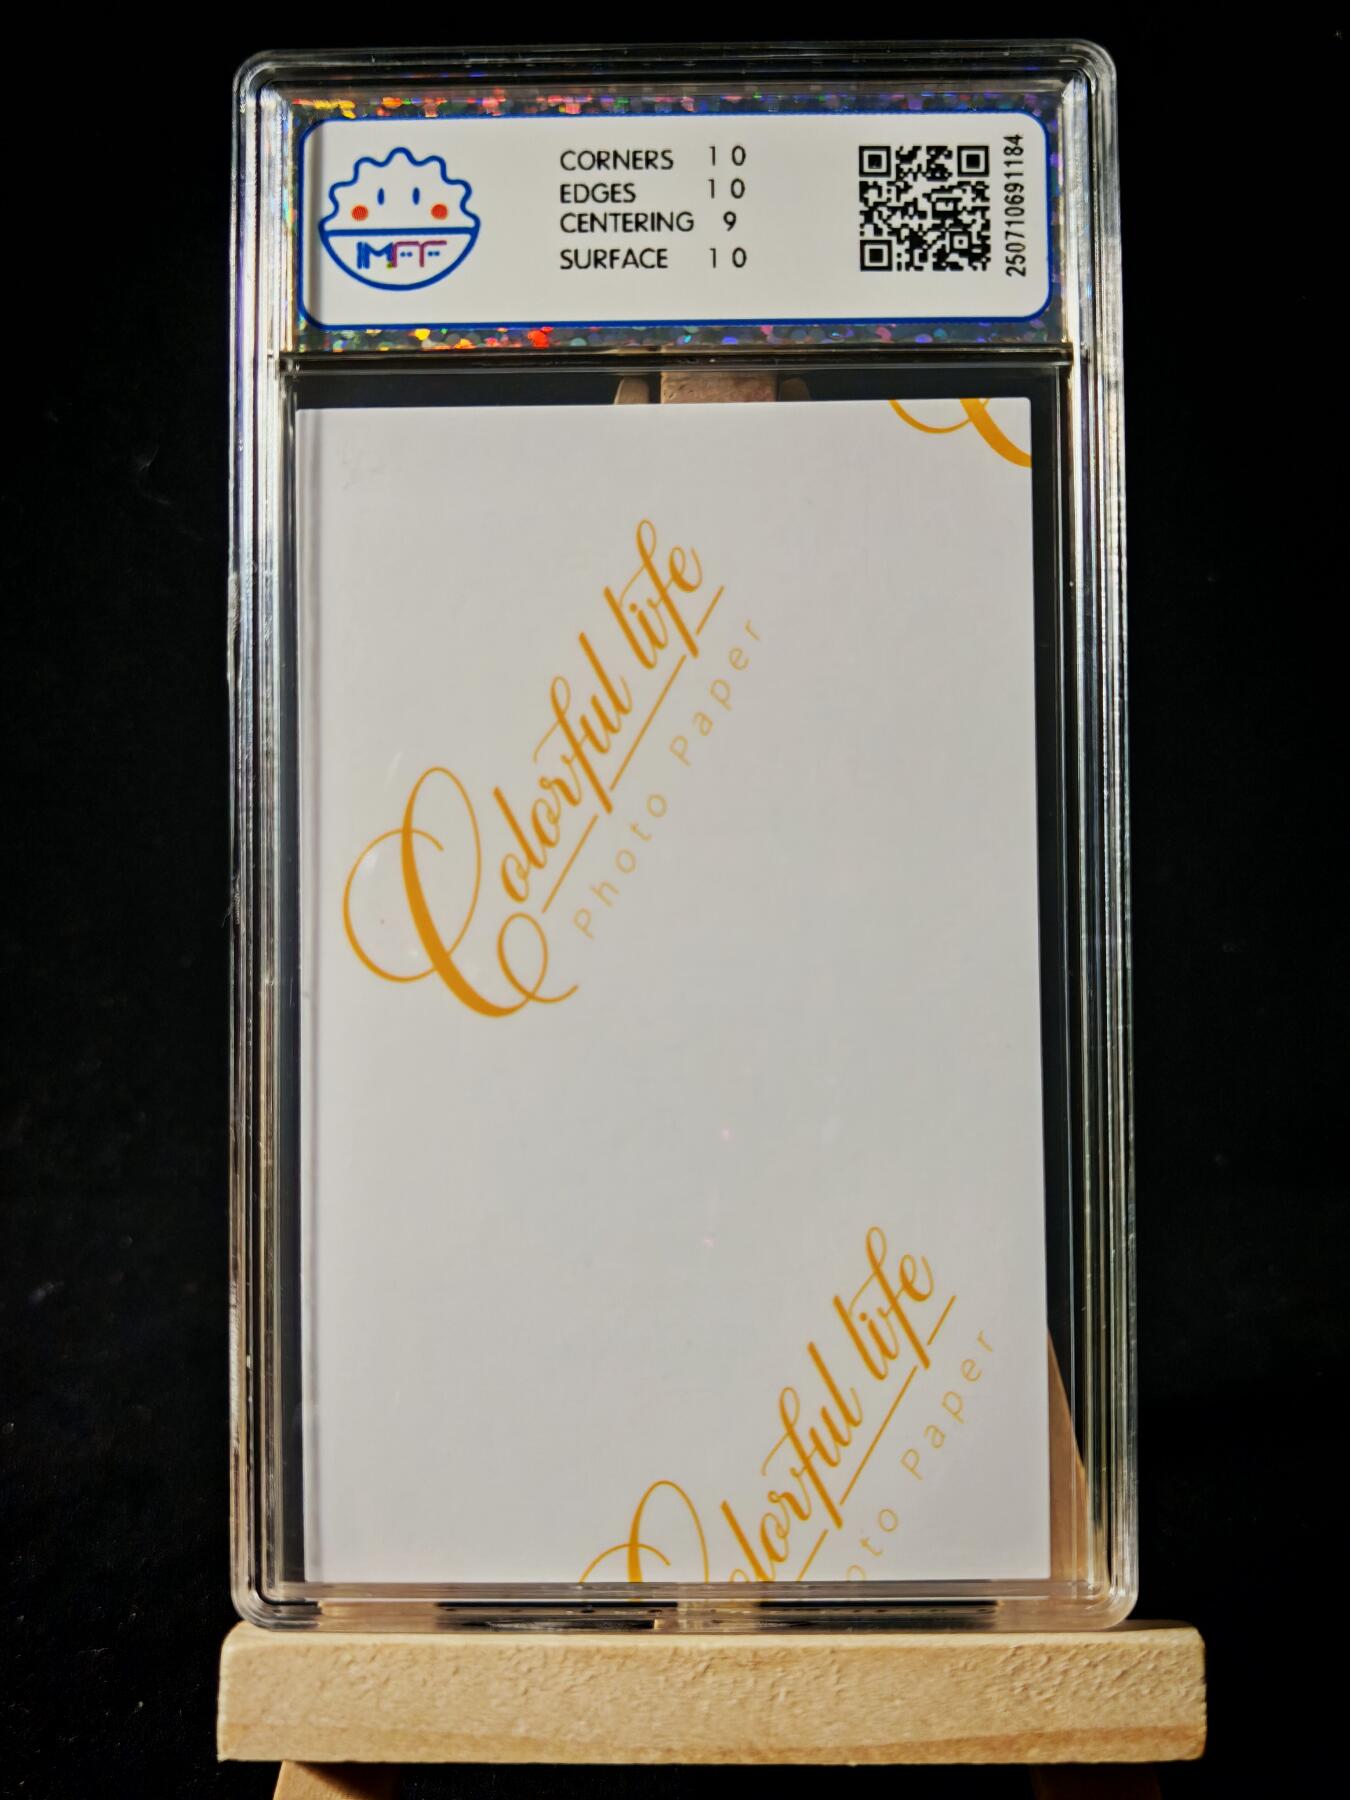 IMFF
CORNERS 10
EDGES 10
CENTERING 9
SURFACE 10
250710691184
Colorful life
Photo Paper
Colorful life
oto Paper